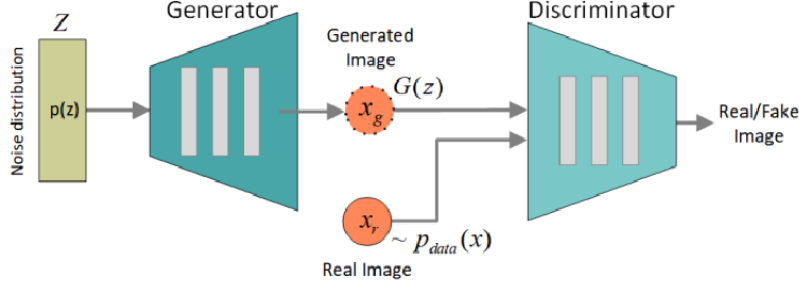 Generator
Discriminator
Z
Noise distribution
p(z)
Generated
Image
G(z)
x_g
Real/Fake
Image
x_r
~ p_data(x)
Real Image